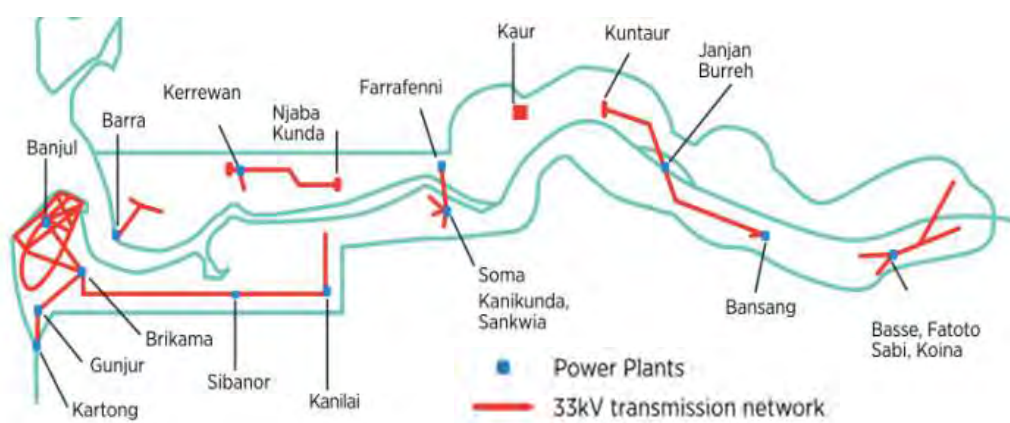 Kaur
Kuntaur
Janjan
Burreh
Farrafenni
Kerrewan
Njaba
Kunda
Barra
Banjul
Soma
Kanikunda,
Sankwia
Bansang
Basse, Fatoto
Sabi, Koina
Brikama
Gunjur
Sibanor
Kanilai
Kartong
Power Plants
33kV transmission network